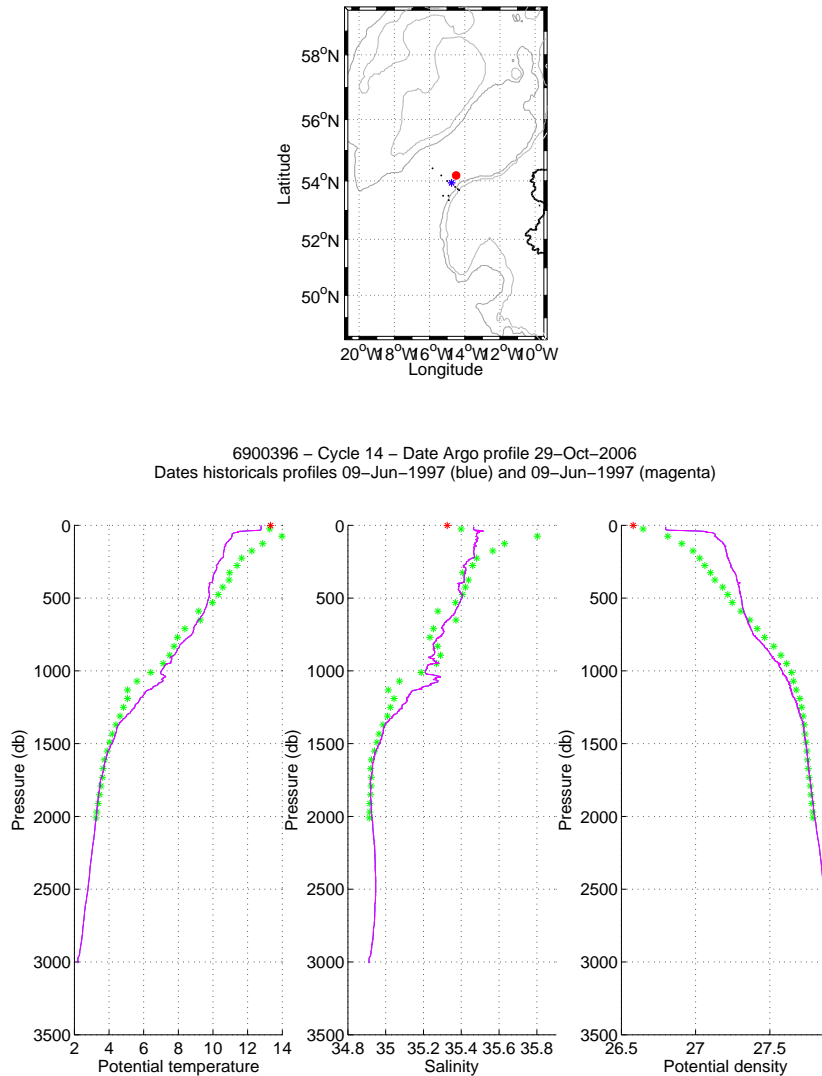 58°N
56°N
54°N
52°N
50°N
Latitude
20°W 18°W 16°W 14°W 12°W 10°W
Longitude
6900396 − Cycle 14 − Date Argo profile 29−Oct−2006
Dates historicals profiles 09−Jun−1997 (blue) and 09−Jun−1997 (magenta)
0
500
1000
1500
2000
2500
3000
3500
Pressure (db)
2 4 6 8 10 12 14
Potential temperature
0
500
1000
1500
2000
2500
3000
3500
Pressure (db)
34.8 35 35.2 35.4 35.6 35.8
Salinity
0
500
1000
1500
2000
2500
3000
3500
Pressure (db)
26.5 27 27.5
Potential density